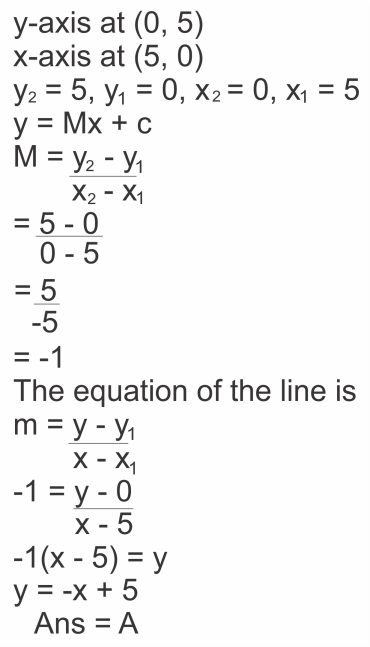 y-axis at (0, 5)
x-axis at (5, 0)
y₂ = 5, y₁ = 0, x₂ = 0, x₁ = 5
y = Mx + c
M = y₂ - y₁
x₂ - x₁
= 5 - 0
0 - 5
= 5
-5
= -1
The equation of the line is
m = y - y₁
x - x₁
-1 = y - 0
x - 5
-1(x - 5) = y
y = -x + 5
Ans = A